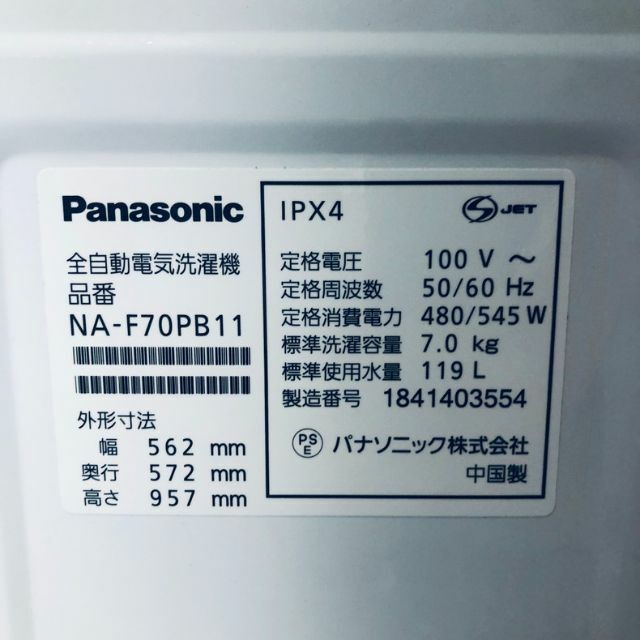 Panasonic
全自動電気洗濯機
品番
NA-F70PB11
外形寸法
幅 562 mm
奥行 572 mm
高さ 957 mm
IPX4
S JET
定格電圧 100 V ～
定格周波数 50/60 Hz
定格消費電力 480/545 W
標準洗濯容量 7.0 kg
標準使用水量 119 L
製造番号 1841403554
PS
E パナソニック株式会社
中国製